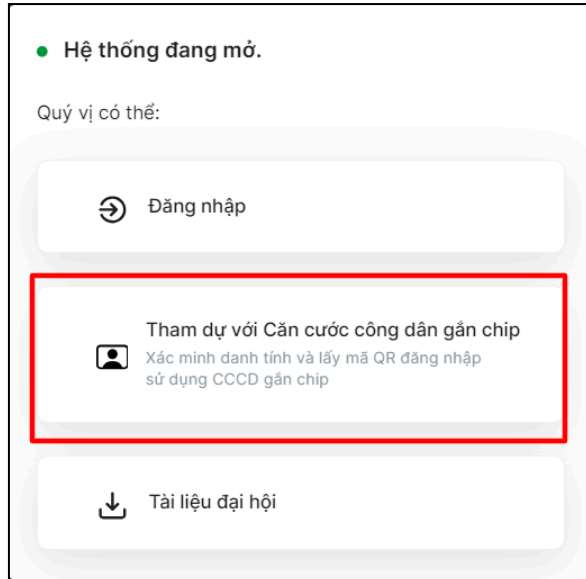 Hệ thống đang mở.
Quý vị có thể:
Đăng nhập
Tham dự với Căn cước công dân gắn chip
Xác minh danh tính và lấy mã QR đăng nhập
sử dụng CCCD gắn chip
Tài liệu đại hội